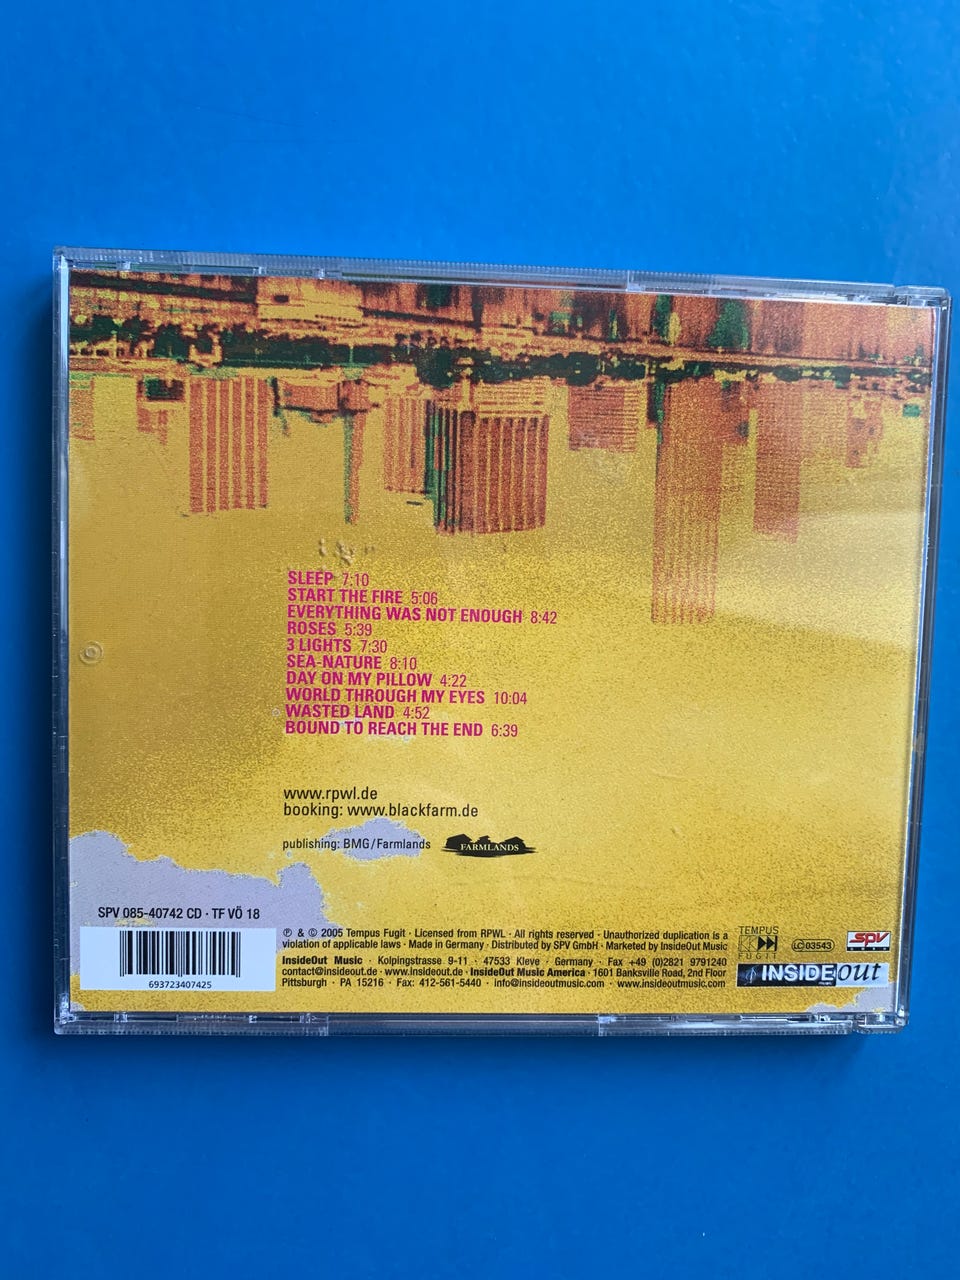 SLEEP 7:10
START THE FIRE 5:06
EVERYTHING WAS NOT ENOUGH 8:42
ROSES 5:39
3 LIGHTS 7:30
SEA-NATURE 8:10
DAY ON MY PILLOW 4:22
WORLD THROUGH MY EYES 10:04
WASTED LAND 4:52
BOUND TO REACH THE END 6:39
www.rpwl.de
booking: www.blackfarm.de
publishing: BMG/Farmlands
FARMLANDS
SPV 085-40742 CD · TF VÖ 18
693723407425
℗ & © 2005 Tempus Fugit · Licensed from RPWL · All rights reserved · Unauthorized duplication is a
violation of applicable laws · Made in Germany · Distributed by SPV GmbH · Marketed by InsideOut Music
InsideOut Music · Kolpingstrasse 9-11 · 47533 Kleve · Germany · Fax +49 (0)2821 9791240
contact@insideout.de · www.insideout.de · InsideOut Music America · 1601 Banksville Road, 2nd Floor
Pittsburgh · PA 15216 · Fax: 412-561-5440 · info@insideoutmusic.com · www.insideoutmusic.com
TEMPUS
FUGIT
LC 03543
SPV
INSIDEout